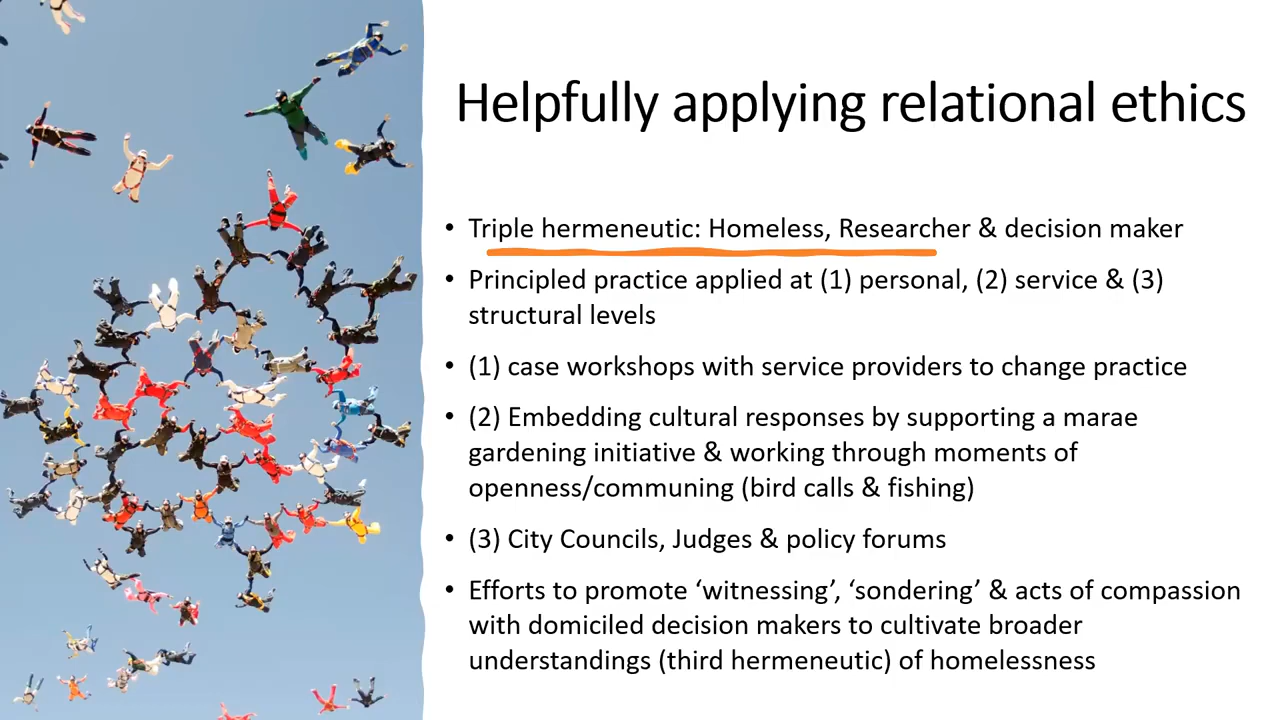 Helpfully applying relational ethics
• Triple hermeneutic: Homeless, Researcher & decision maker
• Principled practice applied at (1) personal, (2) service & (3)
structural levels
• (1) case workshops with service providers to change practice
• (2) Embedding cultural responses by supporting a marae
gardening initiative & working through moments of
openness/communing (bird calls & fishing)
• (3) City Councils, Judges & policy forums
• Efforts to promote ‘witnessing’, ‘sondering’ & acts of compassion
with domiciled decision makers to cultivate broader
understandings (third hermeneutic) of homelessness